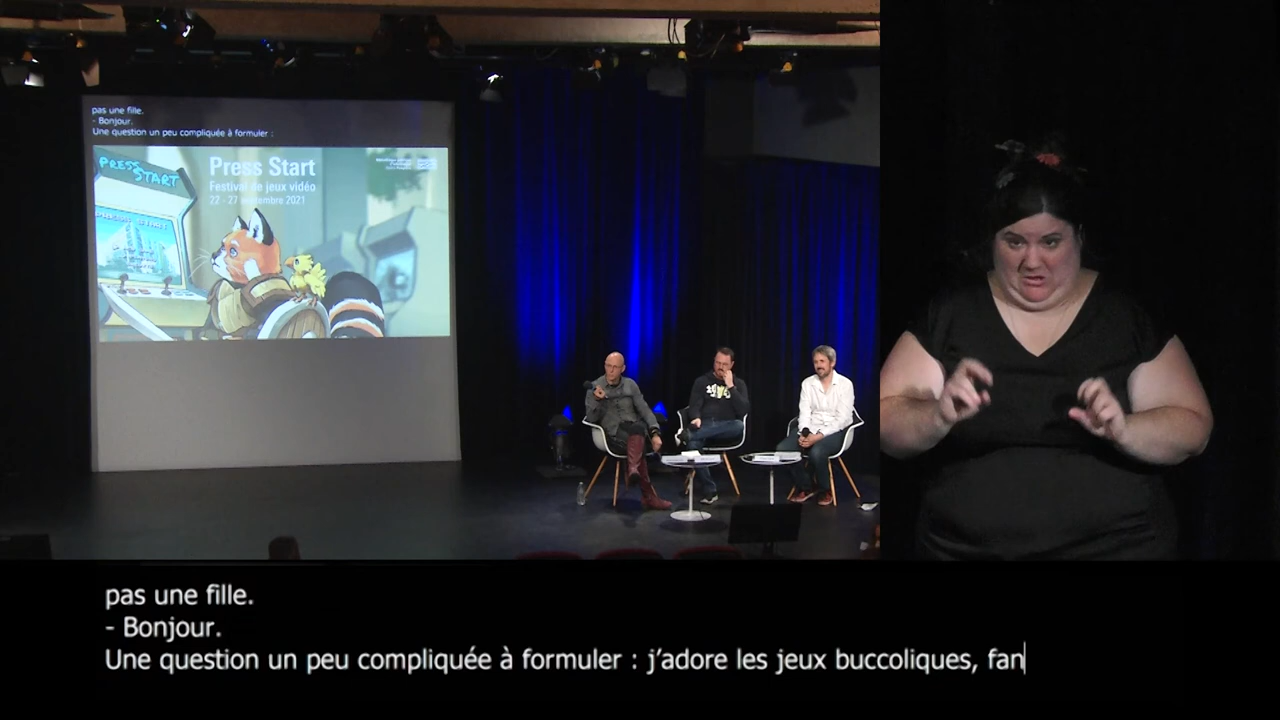 pas une fille.
- Bonjour.
Une question un peu compliquée à formuler :
PRESS
START
Press Start
Festival de jeux vidéo
22 - 27 septembre 2021
pas une fille.
- Bonjour.
Une question un peu compliquée à formuler : j’adore les jeux buccoliques, fan